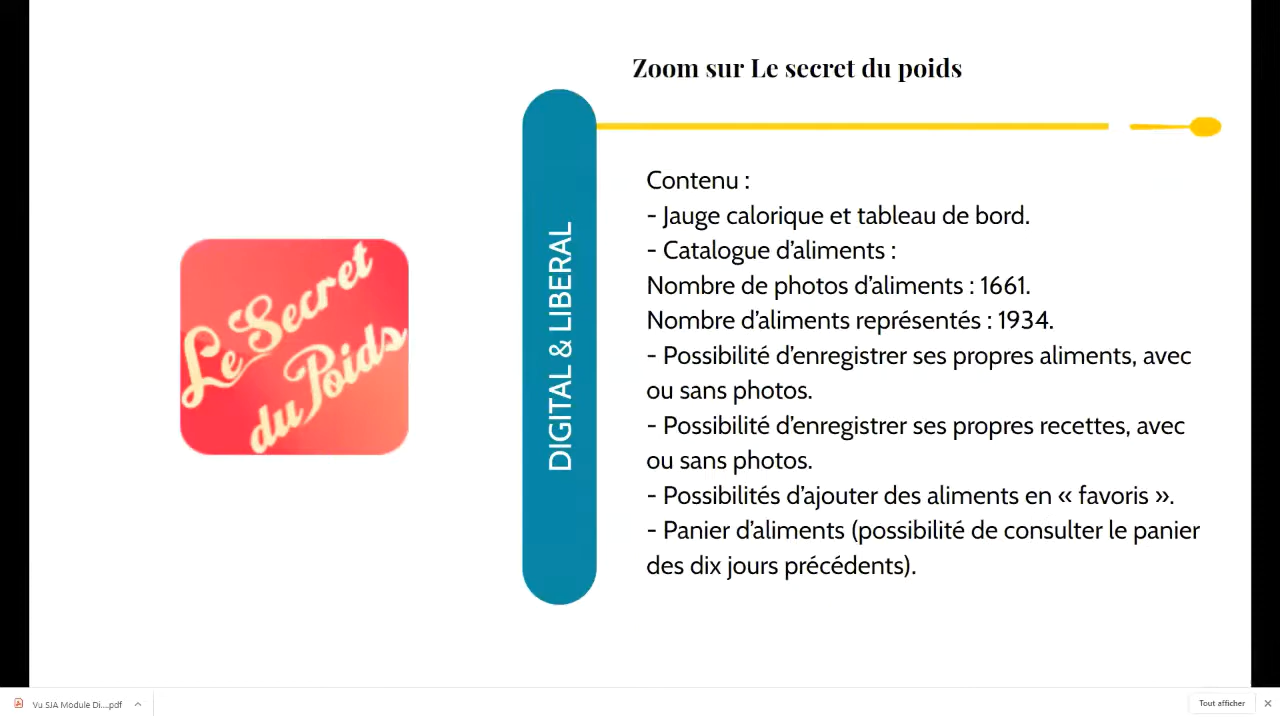 Zoom sur Le secret du poids
Le Secret
du Poids
DIGITAL & LIBERAL
Contenu :
- Jauge calorique et tableau de bord.
- Catalogue d’aliments :
Nombre de photos d’aliments : 1661.
Nombre d’aliments représentés : 1934.
- Possibilité d’enregistrer ses propres aliments, avec
ou sans photos.
- Possibilité d’enregistrer ses propres recettes, avec
ou sans photos.
- Possibilités d’ajouter des aliments en « favoris ».
- Panier d’aliments (possibilité de consulter le panier
des dix jours précédents).
Vu SJA Module Di....pdf
Tout afficher